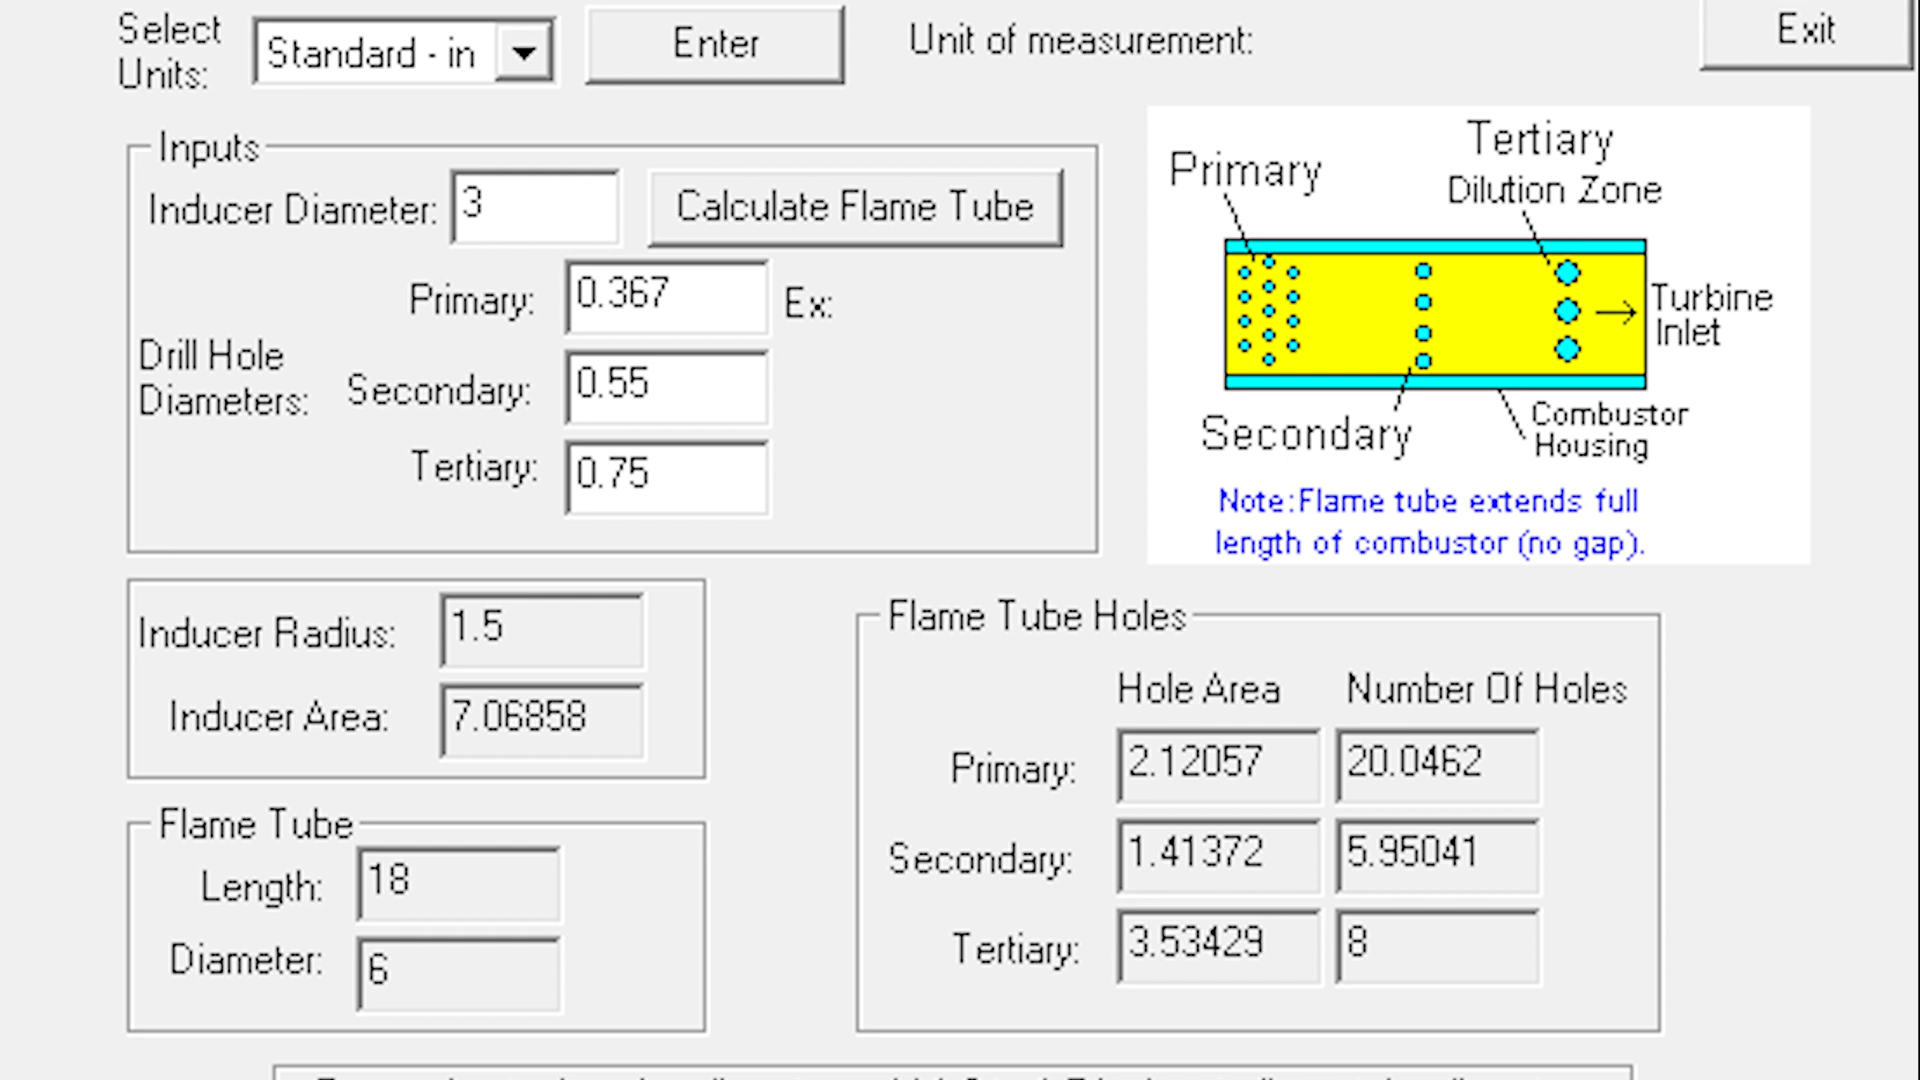 Select Units:
Standard - in
Enter
Unit of measurement:
Exit
Inputs
Inducer Diameter:
3
Calculate Flame Tube
Drill Hole Diameters:
Primary:
0.367
Ex:
Secondary:
0.55
Tertiary:
0.75
Primary
Tertiary
Dilution Zone
Turbine
Inlet
Secondary
Combustor
Housing
Note:Flame tube extends full
length of combustor (no gap).
Inducer Radius:
1.5
Inducer Area:
7.06858
Flame Tube
Length:
18
Diameter:
6
Flame Tube Holes
Hole Area Number Of Holes
Primary: 2.12057 20.0462
Secondary: 1.41372 5.95041
Tertiary: 3.53429 8